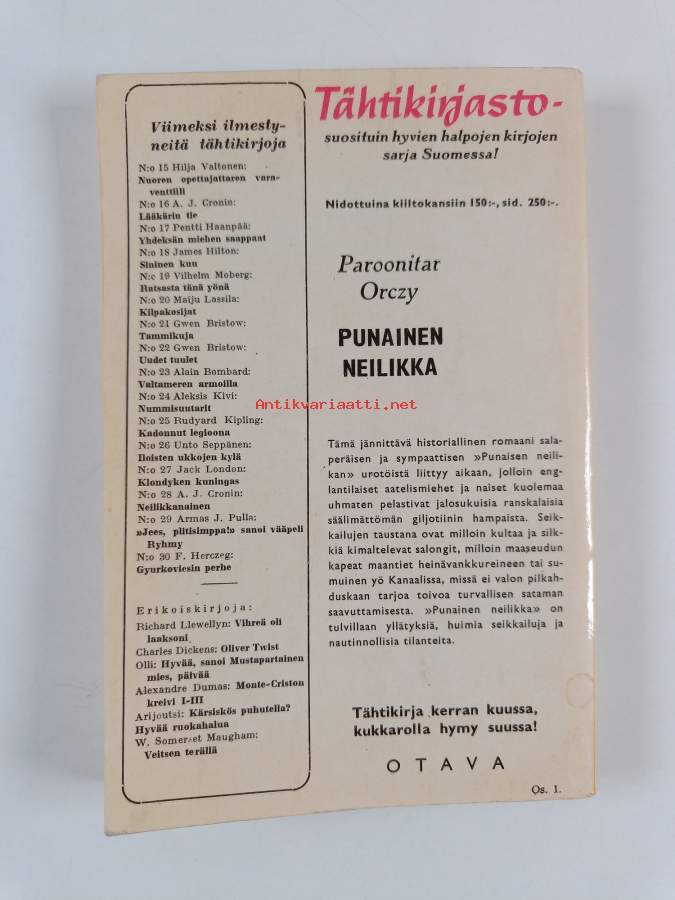 Viimeksi ilmesty-
neitä tähtikirjoja
N:o 15 Hilja Valtonen:
Nuoren opettajattaren vara-
venttiili
N:o 16 A. J. Cronin:
Lääkärin tie
N:o 17 Pentti Haanpää:
Yhdeksän miehen saappaat
N:o 18 James Hilton:
Sininen kuu
N:o 19 Vilhelm Moberg:
Ratsasta tänä yönä
N:o 20 Maiju Lassila:
Kilpakosijat
N:o 21 Gwen Bristow:
Tammikuja
N:o 22 Gwen Bristow:
Uudet tuulet
N:o 23 Alain Bombard:
Valtameren armoilla
N:o 24 Aleksis Kivi:
Nummisuutarit
N:o 25 Rudyard Kipling:
Kadonnut legioona
N:o 26 Unto Seppänen:
Iloisten ukkojen kylä
N:o 27 Jack London:
Klondyken kuningas
N:o 28 A. J. Cronin:
Neilikkanainen
N:o 29 Armas J. Pulla:
»Jees, plitisimppa!» sanoi vääpeli
Ryhmy
N:o 30 F. Herczeg:
Gyurkoviesin perhe
Erikoiskirjoja:
Richard Llewellyn: Vihreä oli
laaksoni
Charles Dickens: Oliver Twist
Olli: Hyvää, sanoi Mustapartainen
mies, päivää
Alexandre Dumas: Monte-Criston
kreivi I-III
Arijoutsi: Kärsiskös puhutella?
Hyvää ruokahalua
W. Somerset Maugham:
Veitsen terällä
Tähtikirjasto-
suosituin hyvien halpojen kirjojen
sarja Suomessa!
Nidottuina kiiltokansiin 150:-, sid. 250:-.
Paroonitar
Orczy
PUNAINEN
NEILIKKA
Antikvariaatti.net
Tämä jännittävä historiallinen romaani sala-
peräisen ja sympaattisen »Punaisen neili-
kan» urotöistä liittyy aikaan, jolloin eng-
lantilaiset aatelismiehet ja naiset kuolemaa
uhmaten pelastivat jalosukuisia ranskalaisia
säälimättömän giljotiinin hampaista. Seik-
kailujen taustana ovat milloin kultaa ja silk-
kiä kimaltelevat salongit, milloin maaseudun
kapeat maantiet heinävankkureineen tai su-
muinen yö Kanaalissa, missä ei valon pilkah-
duskaan tarjoa toivoa turvallisen sataman
saavuttamisesta. »Punainen neilikka» on
tulvillaan yllätyksiä, huimia seikkailuja ja
nautinnollisia tilanteita.
Tähtikirja kerran kuussa,
kukkarolla hymy suussa!
OTAVA
Os. 1.